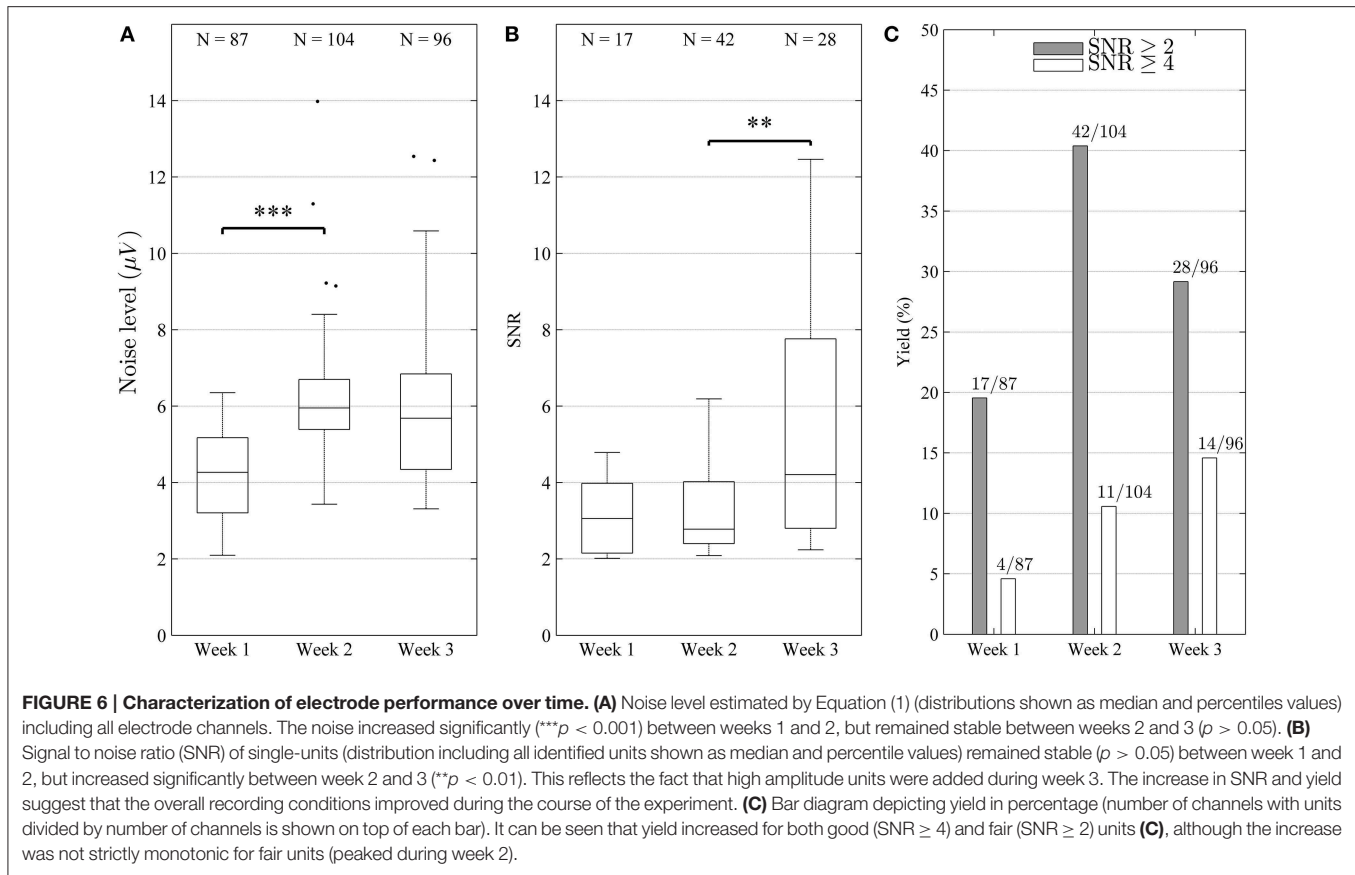 A
N = 87 N = 104 N = 96
14
12
10
8
6
4
2
0
Noise level (μV)
***
Week 1 Week 2 Week 3
B
N = 17 N = 42 N = 28
14
12
10
8
6
4
2
0
SNR
**
Week 1 Week 2 Week 3
C
50
45
40
35
30
25
20
15
10
5
0
Yield (%)
SNR ≥ 2
SNR ≥ 4
17/87
4/87
42/104
11/104
28/96
14/96
Week 1 Week 2 Week 3
FIGURE 6 | Characterization of electrode performance over time. (A) Noise level estimated by Equation (1) (distributions shown as median and percentiles values)
including all electrode channels. The noise increased significantly (***p < 0.001) between weeks 1 and 2, but remained stable between weeks 2 and 3 (p > 0.05). (B)
Signal to noise ratio (SNR) of single-units (distribution including all identified units shown as median and percentile values) remained stable (p > 0.05) between week 1 and
2, but increased significantly between week 2 and 3 (**p < 0.01). This reflects the fact that high amplitude units were added during week 3. The increase in SNR and yield
suggest that the overall recording conditions improved during the course of the experiment. (C) Bar diagram depicting yield in percentage (number of channels with units
divided by number of channels is shown on top of each bar). It can be seen that yield increased for both good (SNR ≥ 4) and fair (SNR ≥ 2) units (C), although the increase
was not strictly monotonic for fair units (peaked during week 2).